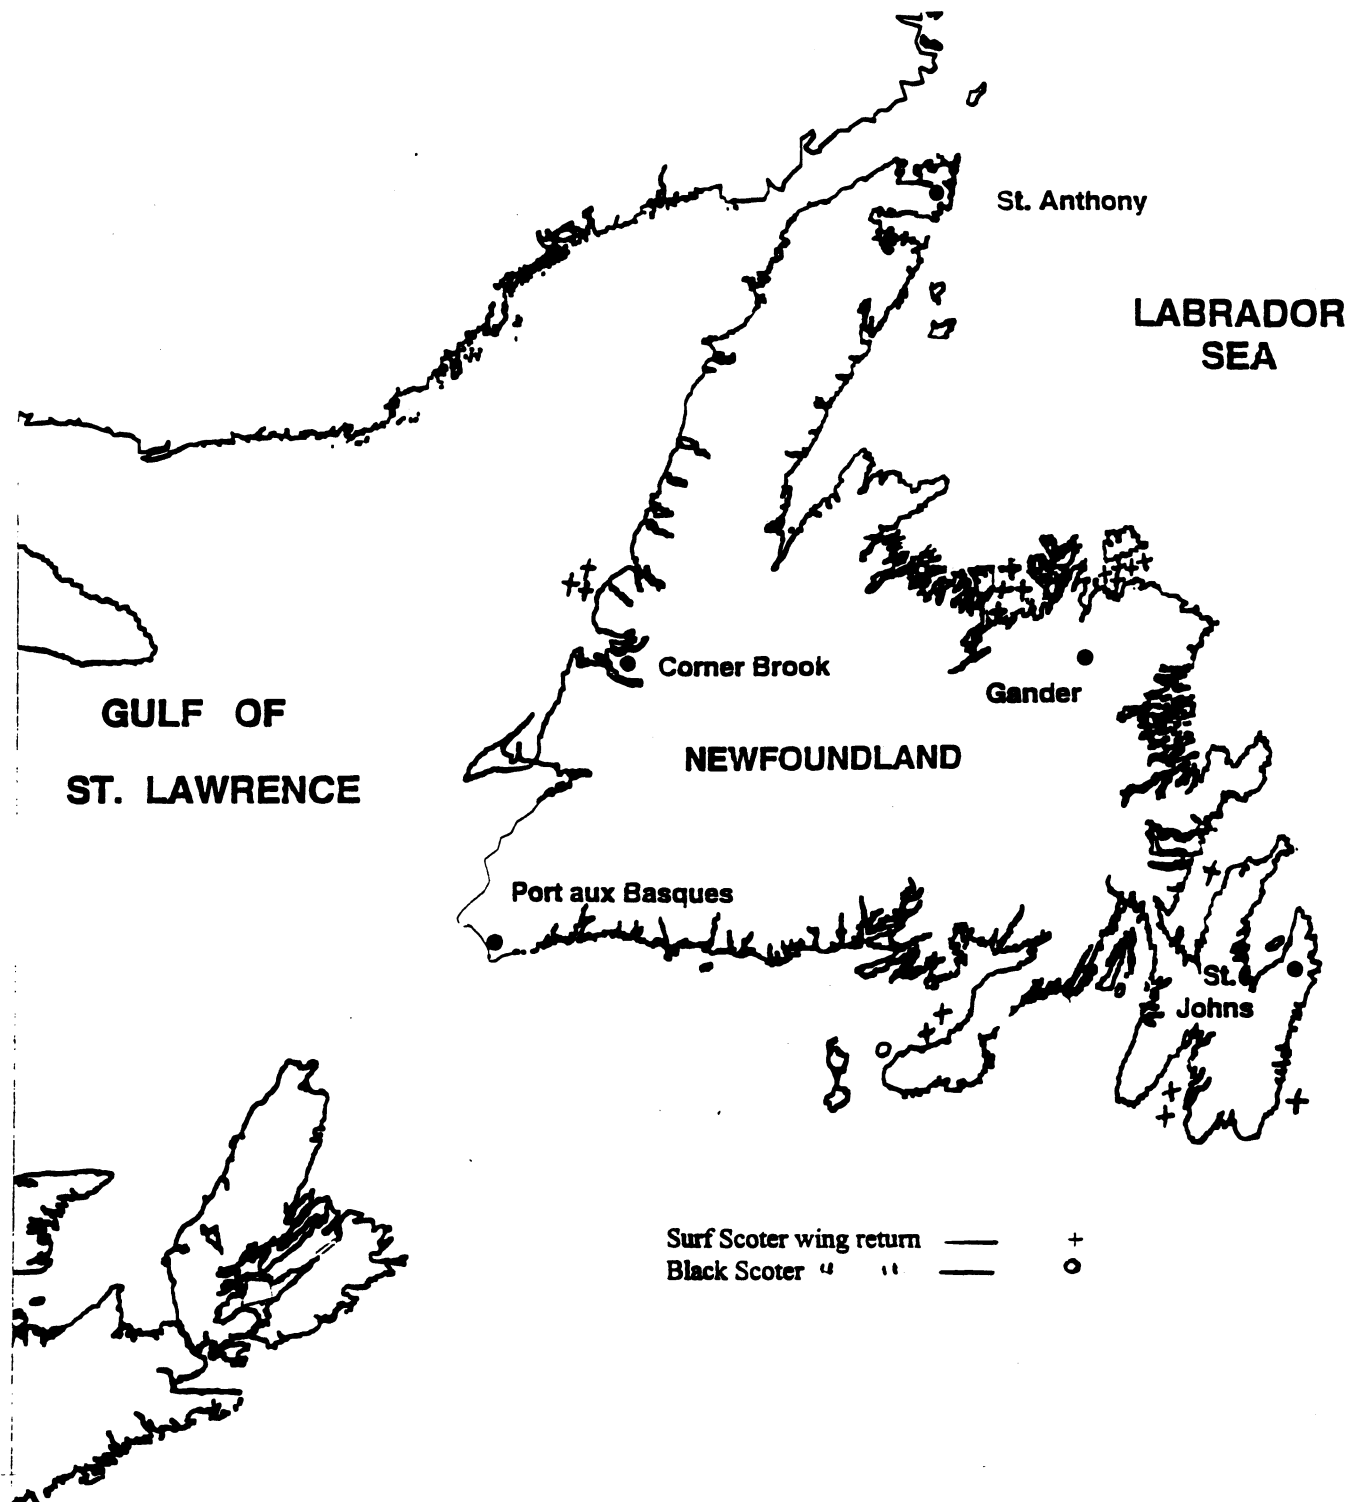 St. Anthony
LABRADOR
SEA
Corner Brook
Gander
GULF OF
ST. LAWRENCE
NEWFOUNDLAND
Port aux Basques
St.
Johns
Surf Scoter wing return —— +
Black Scoter " " —— o